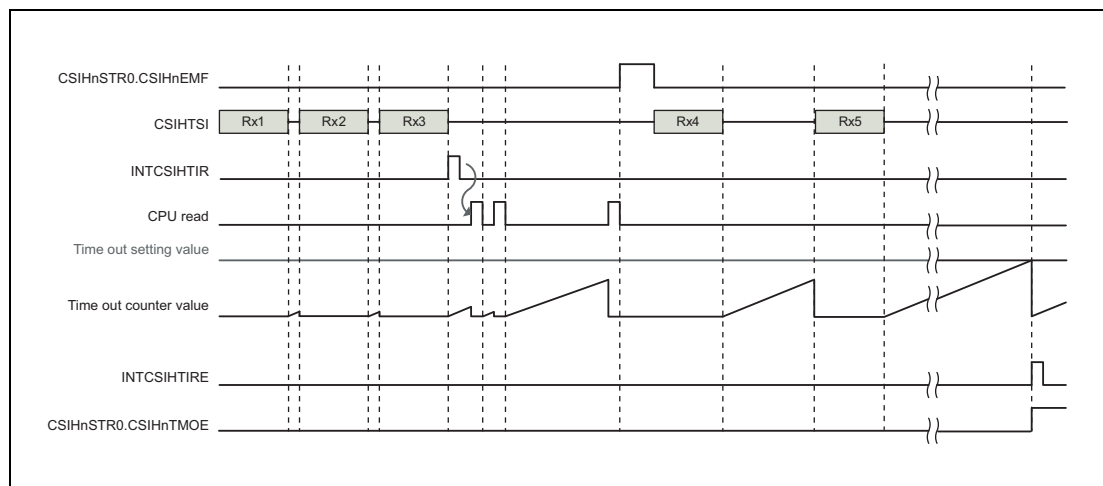 CSIHnSTR0.CSIHnEMF
CSIHTSI
Rx1
Rx2
Rx3
Rx4
Rx5
INTCSIHTIR
CPU read
Time out setting value
Time out counter value
INTCSIHTIRE
CSIHnSTR0.CSIHnTMOE